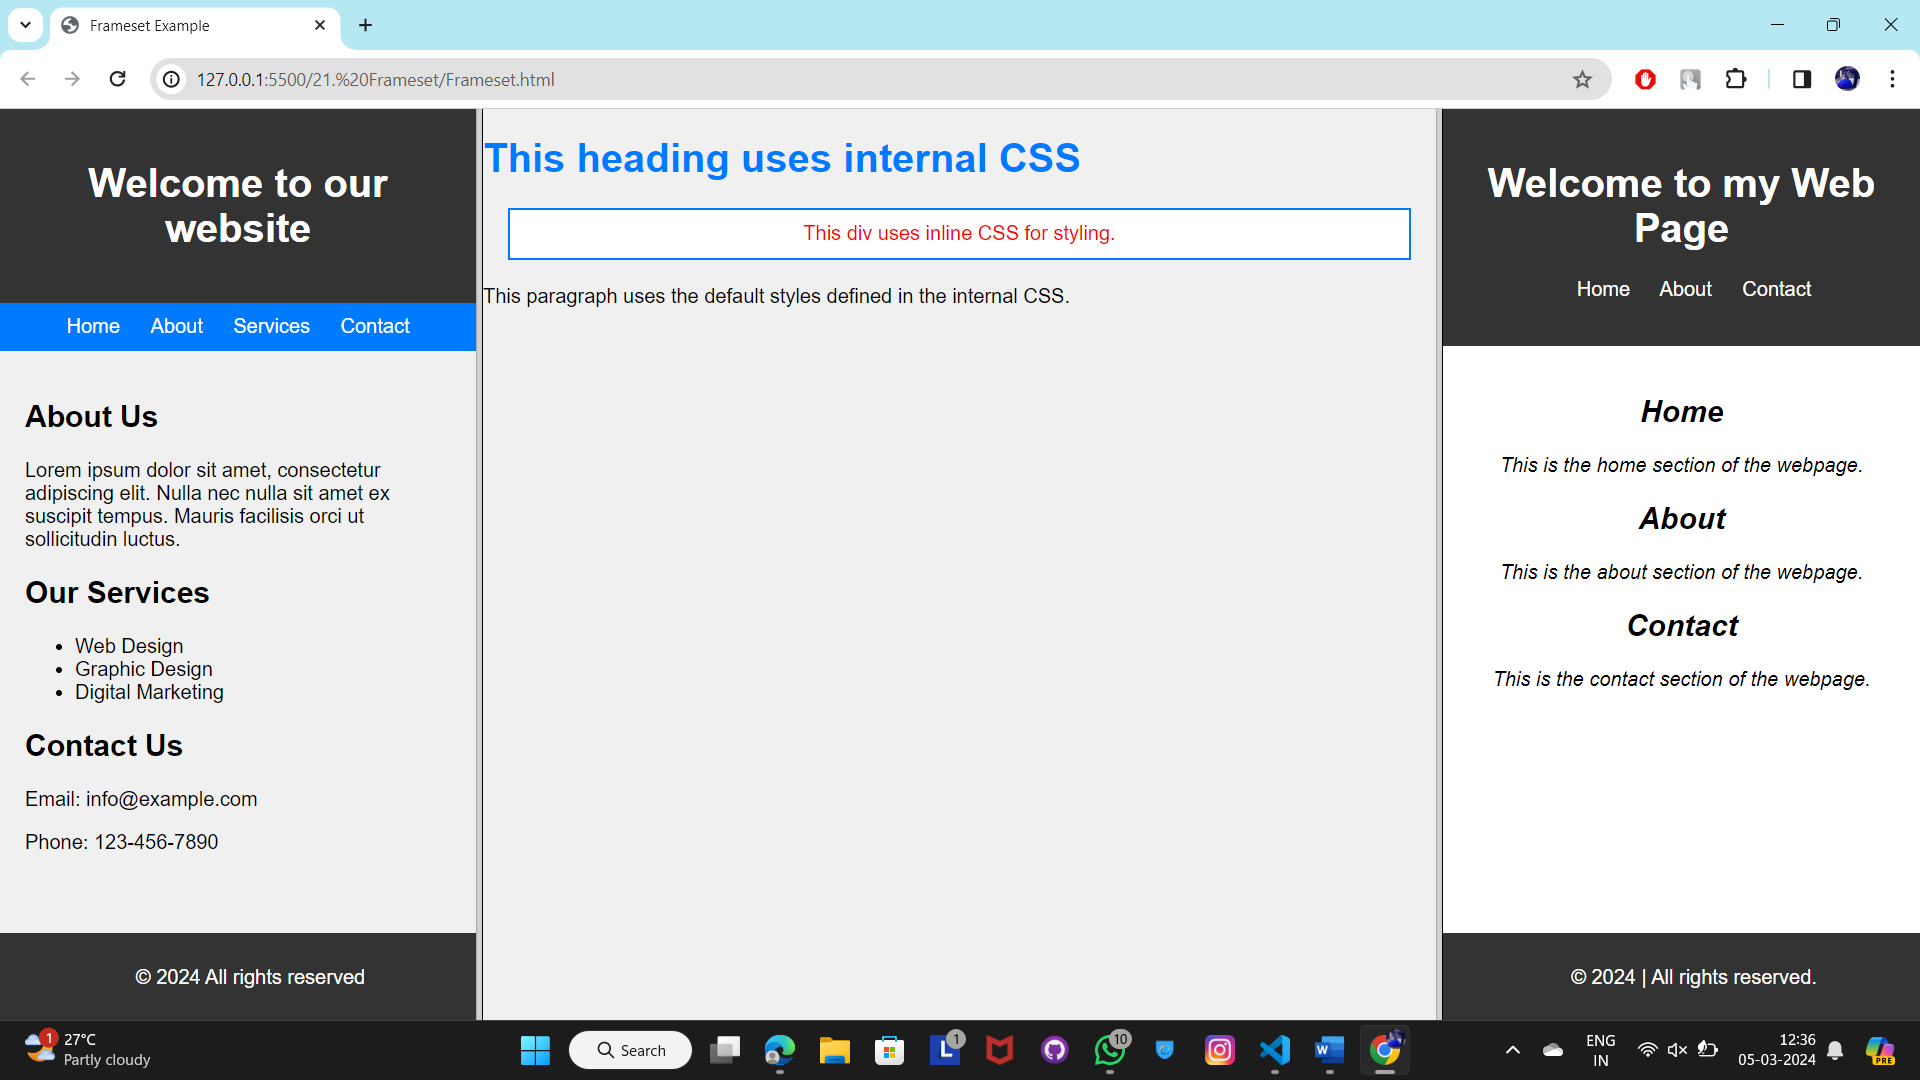 Frameset Example
127.0.0.1:5500/21.%20Frameset/Frameset.html
Welcome to our
website
Home About Services Contact
About Us
Lorem ipsum dolor sit amet, consectetur
adipiscing elit. Nulla nec nulla sit amet ex
suscipit tempus. Mauris facilisis orci ut
sollicitudin luctus.
Our Services
• Web Design
• Graphic Design
• Digital Marketing
Contact Us
Email: info@example.com
Phone: 123-456-7890
© 2024 All rights reserved
This heading uses internal CSS
This div uses inline CSS for styling.
This paragraph uses the default styles defined in the internal CSS.
Welcome to my Web
Page
Home About Contact
Home
This is the home section of the webpage.
About
This is the about section of the webpage.
Contact
This is the contact section of the webpage.
© 2024 | All rights reserved.
1
27°C
Partly cloudy
Search
L
1
10
W
ENG
IN
12:36
05-03-2024
PRE